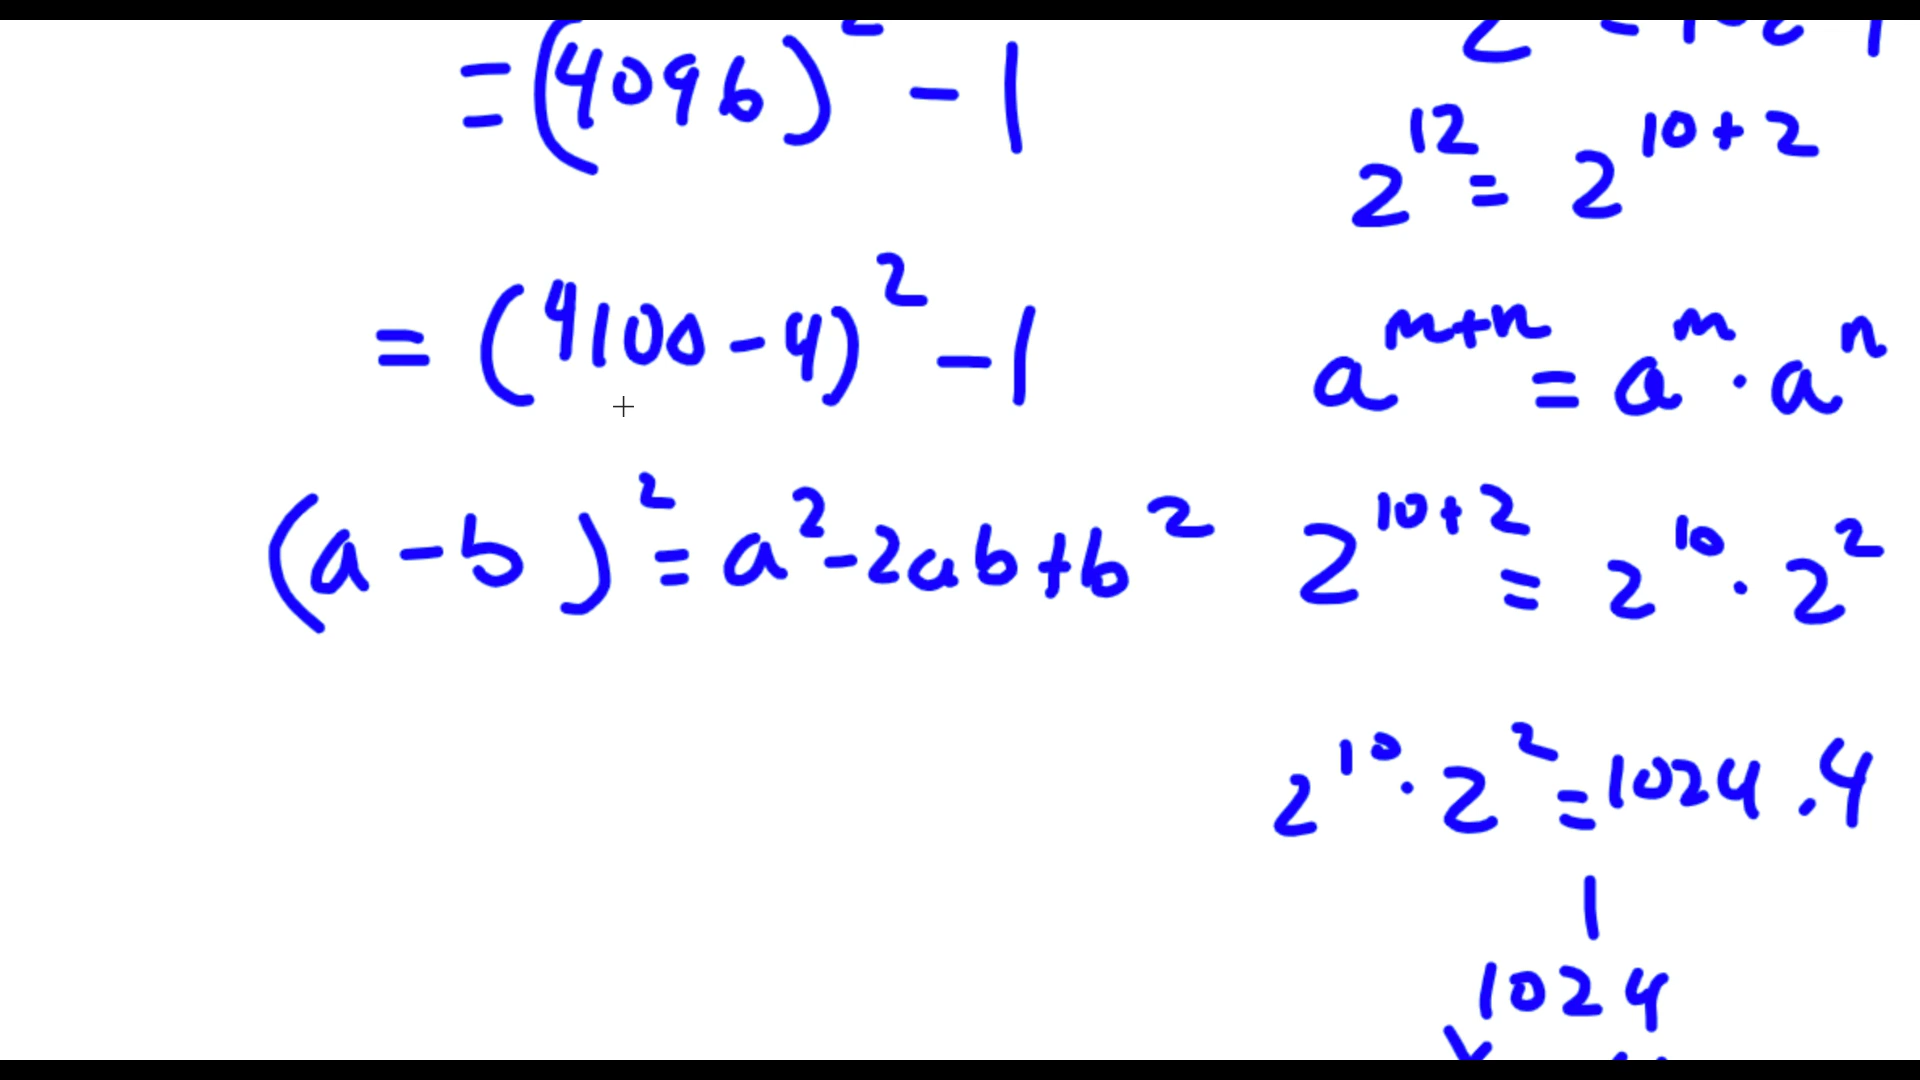 = (4096)² - 1
= (4100 - 4)² - 1
(a - b)² = a² - 2ab + b²
2¹² = 2¹⁰⁺²
aᵐ⁺ⁿ = aᵐ · aⁿ
2¹⁰⁺² = 2¹⁰ · 2²
2¹⁰ · 2² = 1024 · 4
1
1024